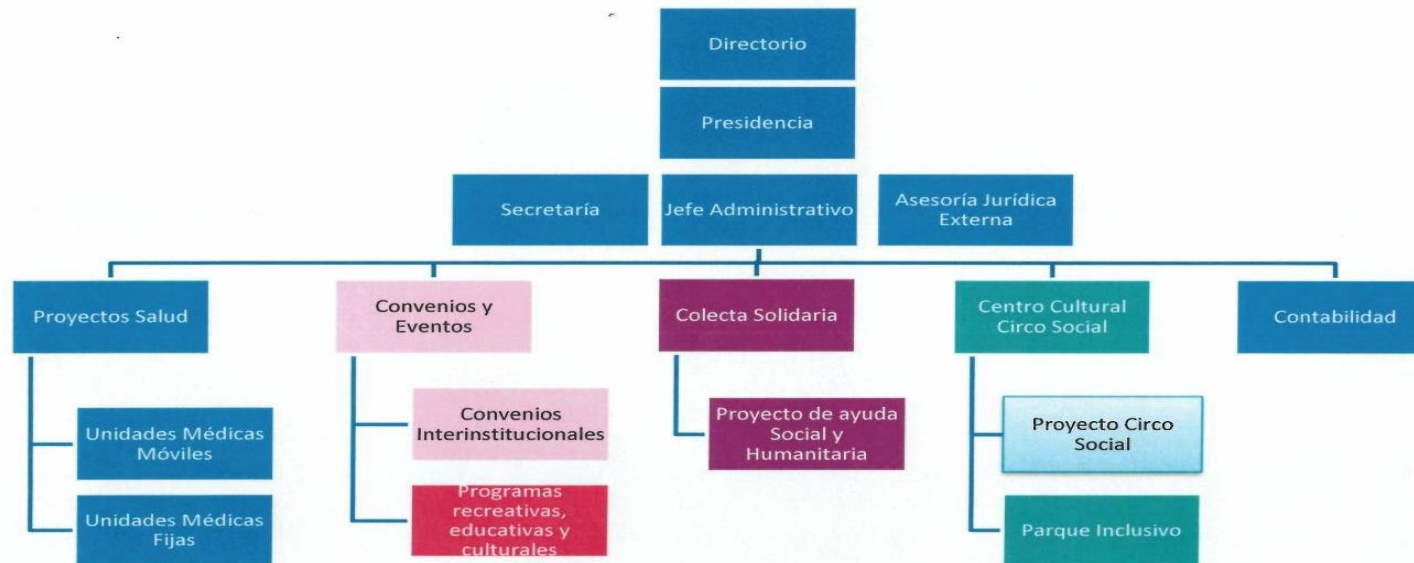 Directorio
Presidencia
Secretaría
Jefe Administrativo
Asesoría Jurídica
Externa
Proyectos Salud
Convenios y
Eventos
Colecta Solidaria
Centro Cultural
Circo Social
Contabilidad
Unidades Médicas
Móviles
Unidades Médicas
Fijas
Convenios
Interinstitucionales
Programas
recreativas,
educativas y
culturales
Proyecto de ayuda
Social y
Humanitaria
Proyecto Circo
Social
Parque Inclusivo